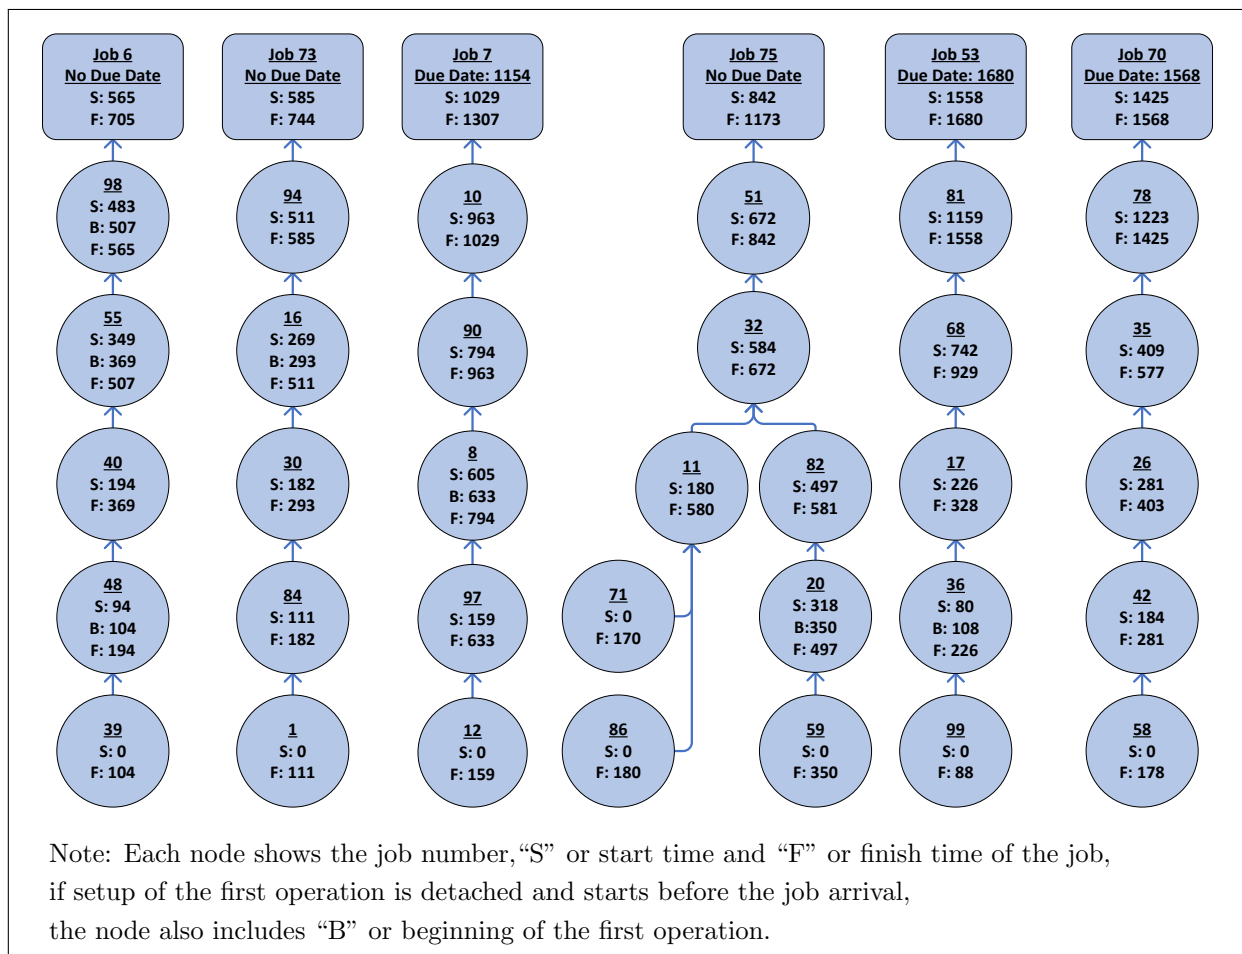 Job 6
No Due Date
S: 565
F: 705
Job 73
No Due Date
S: 585
F: 744
Job 7
Due Date: 1154
S: 1029
F: 1307
Job 75
No Due Date
S: 842
F: 1173
Job 53
Due Date: 1680
S: 1558
F: 1680
Job 70
Due Date: 1568
S: 1425
F: 1568
98
S: 483
B: 507
F: 565
94
S: 511
F: 585
10
S: 963
F: 1029
51
S: 672
F: 842
81
S: 1159
F: 1558
78
S: 1223
F: 1425
55
S: 349
B: 369
F: 507
16
S: 269
B: 293
F: 511
90
S: 794
F: 963
32
S: 584
F: 672
68
S: 742
F: 929
35
S: 409
F: 577
40
S: 194
F: 369
30
S: 182
F: 293
8
S: 605
B: 633
F: 794
11
S: 180
F: 580
82
S: 497
F: 581
17
S: 226
F: 328
26
S: 281
F: 403
48
S: 94
B: 104
F: 194
84
S: 111
F: 182
97
S: 159
F: 633
71
S: 0
F: 170
20
S: 318
B:350
F: 497
36
S: 80
B: 108
F: 226
42
S: 184
F: 281
39
S: 0
F: 104
1
S: 0
F: 111
12
S: 0
F: 159
86
S: 0
F: 180
59
S: 0
F: 350
99
S: 0
F: 88
58
S: 0
F: 178
Note: Each node shows the job number,“S” or start time and “F” or finish time of the job,
if setup of the first operation is detached and starts before the job arrival,
the node also includes “B” or beginning of the first operation.